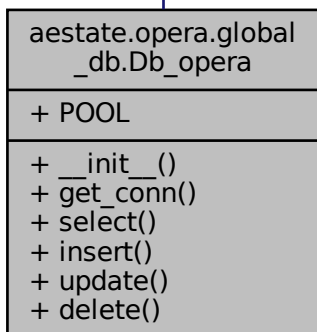 aestate.opera.global
_db.Db_opera
+ POOL
+ __init__()
+ get_conn()
+ select()
+ insert()
+ update()
+ delete()